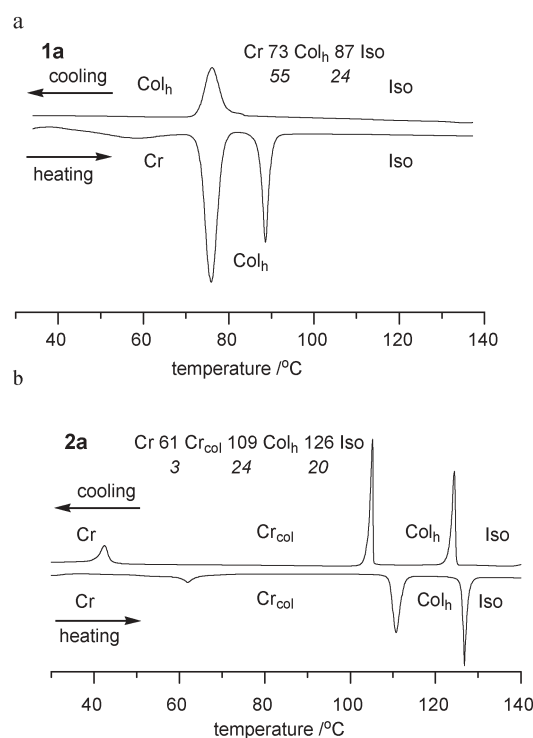 a
1a
Cr 73 Colh 87 Iso
55 24
cooling
Colh
Iso
Cr
Iso
heating
Colh
40 60 80 100 120 140
temperature /°C
b
2a
Cr 61 Crcol 109 Colh 126 Iso
3 24 20
cooling
Cr
Crcol
Colh
Iso
Cr
Crcol
Colh
Iso
heating
40 60 80 100 120 140
temperature /°C